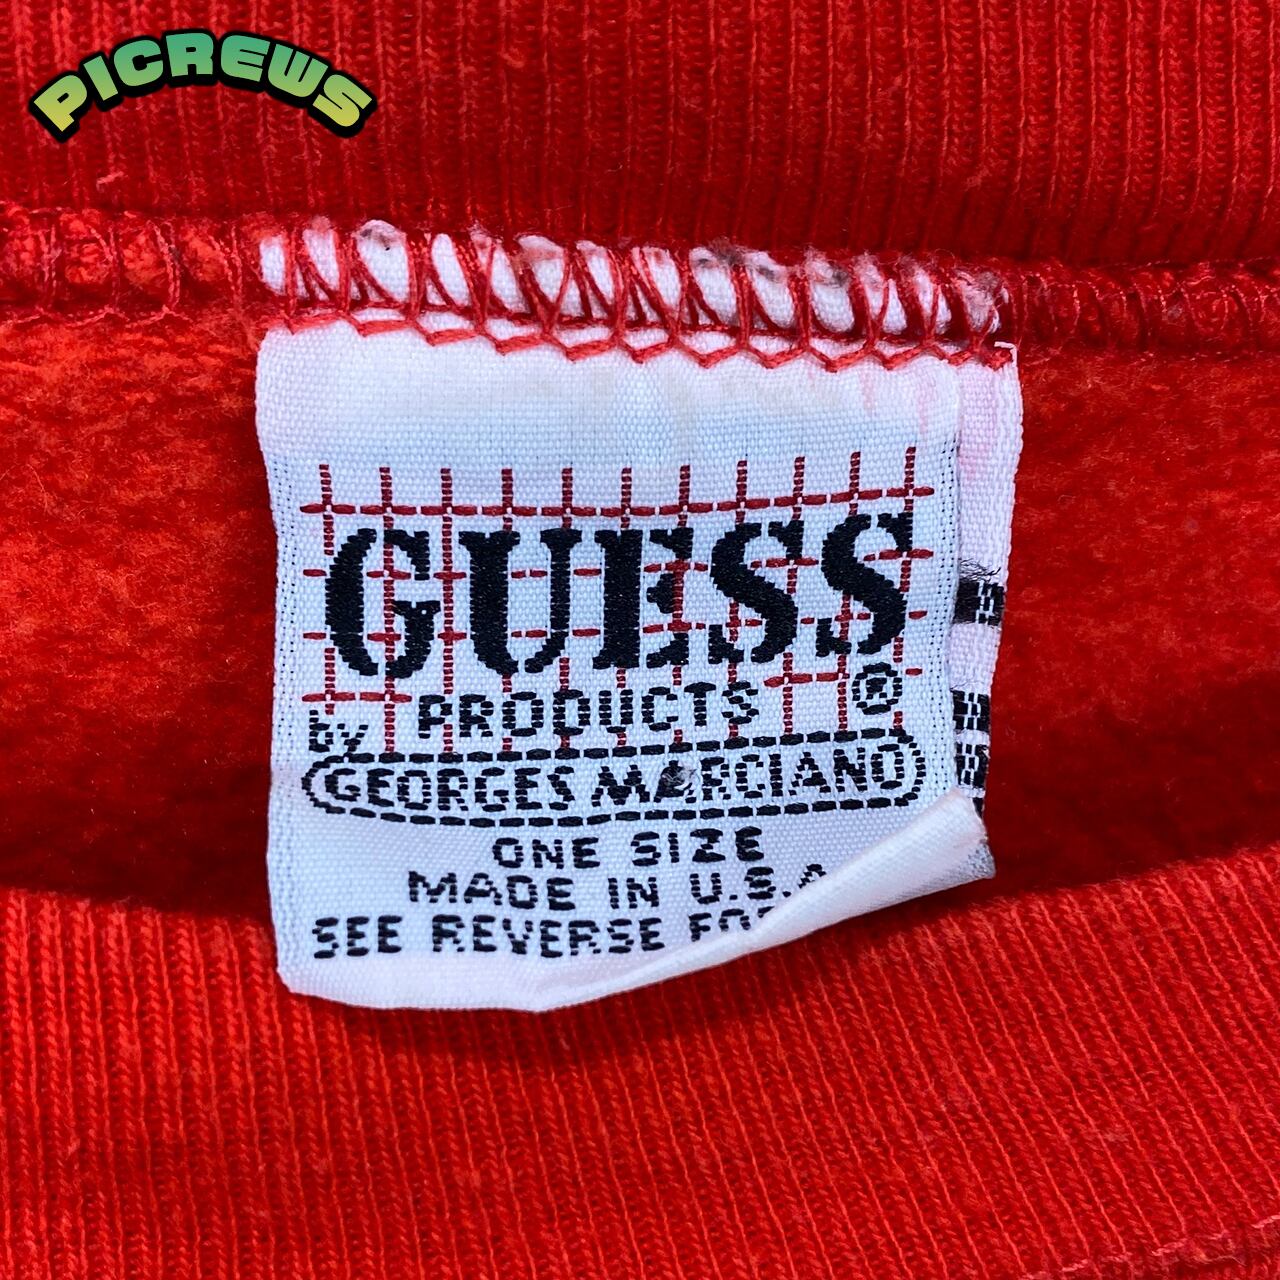 PICREWS
GUESS
PRODUCTS ®
by
GEORGES MARCIANO
ONE SIZE
MADE IN U.S.A
SEE REVERSE